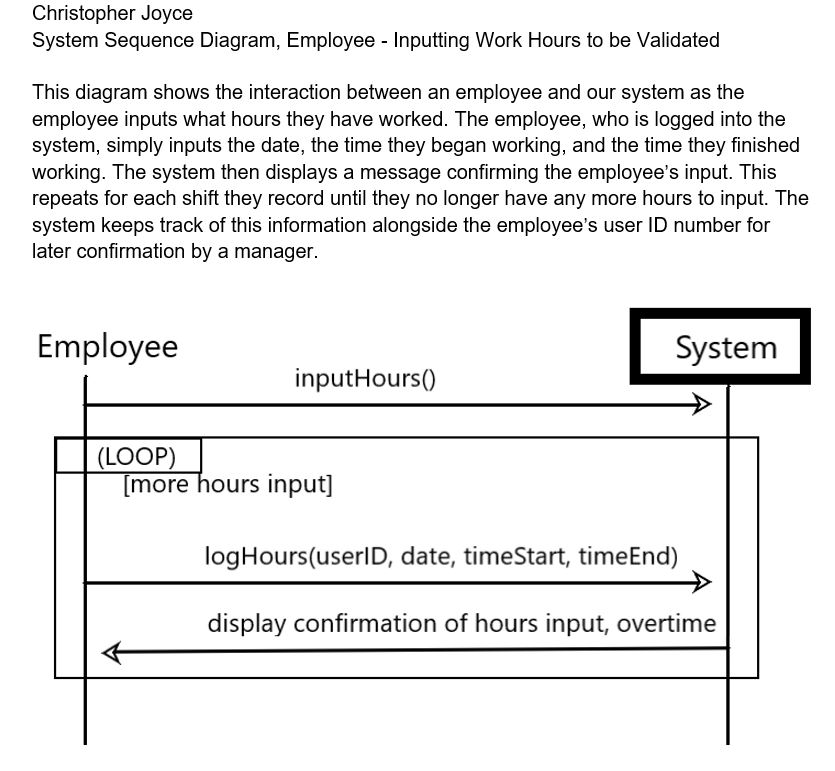 Christopher Joyce
System Sequence Diagram, Employee - Inputting Work Hours to be Validated
This diagram shows the interaction between an employee and our system as the
employee inputs what hours they have worked. The employee, who is logged into the
system, simply inputs the date, the time they began working, and the time they finished
working. The system then displays a message confirming the employee’s input. This
repeats for each shift they record until they no longer have any more hours to input. The
system keeps track of this information alongside the employee’s user ID number for
later confirmation by a manager.
Employee
System
inputHours()
(LOOP)
[more hours input]
logHours(userID, date, timeStart, timeEnd)
display confirmation of hours input, overtime